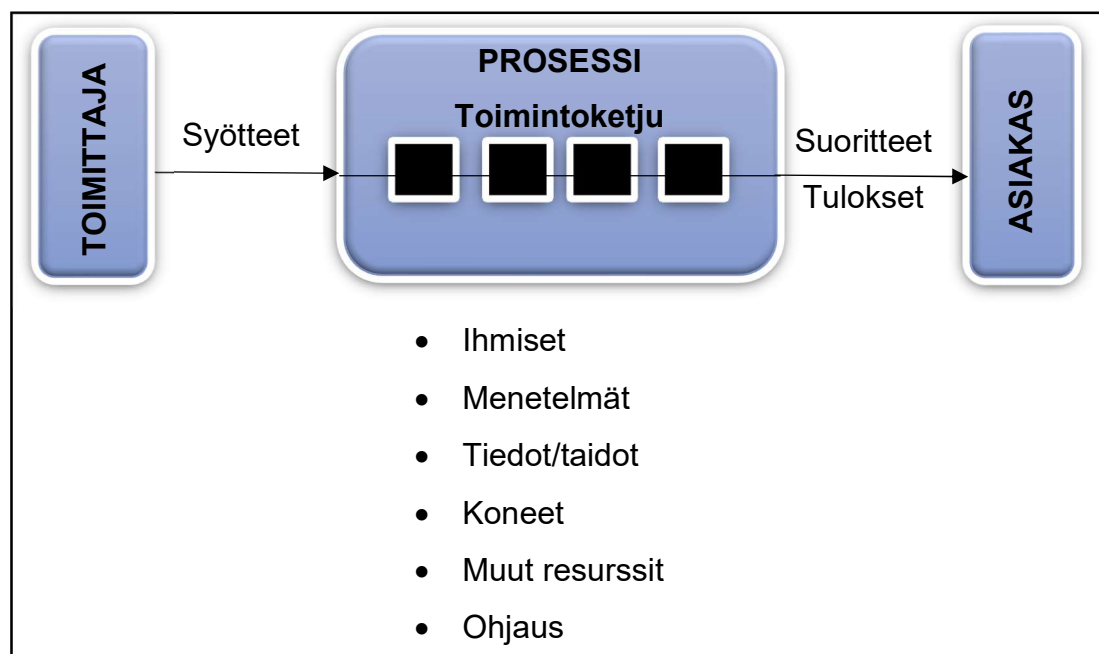 TOIMITTAJA
Syötteet
PROSESSI
Toimintoketju
Suoritteet
Tulokset
ASIAKAS
• Ihmiset
• Menetelmät
• Tiedot/taidot
• Koneet
• Muut resurssit
• Ohjaus